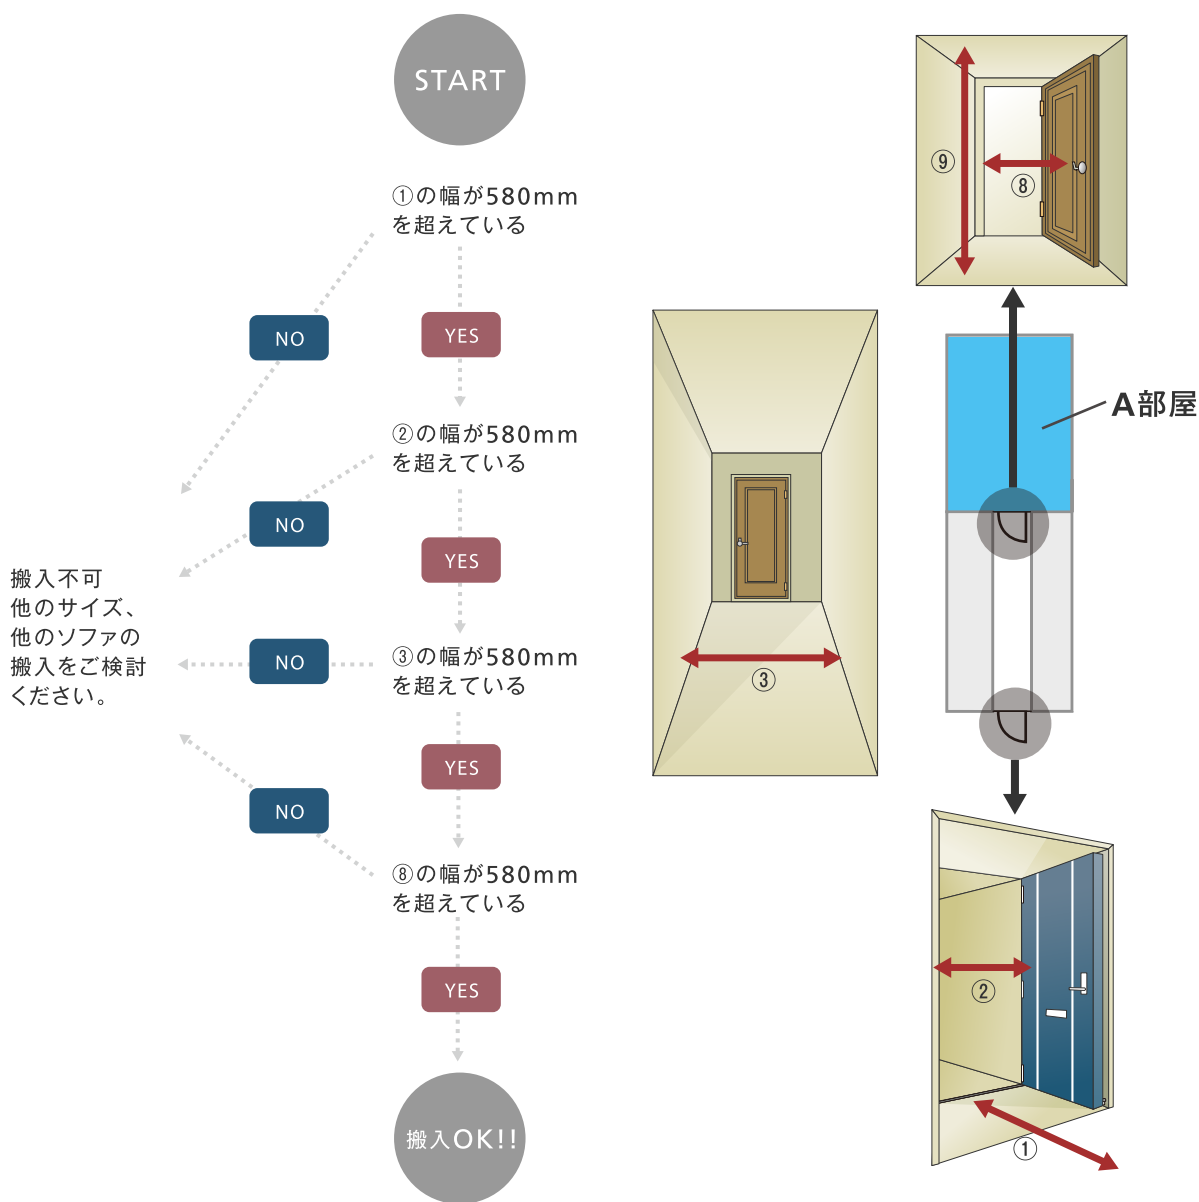 START
①の幅が580mm
を超えている
NO
YES
②の幅が580mm
を超えている
NO
YES
搬入不可
他のサイズ、
他のソファの
搬入をご検討
ください。
③の幅が580mm
を超えている
NO
YES
⑧の幅が580mm
を超えている
NO
YES
搬入OK!!
③
⑨
⑧
A部屋
②
①